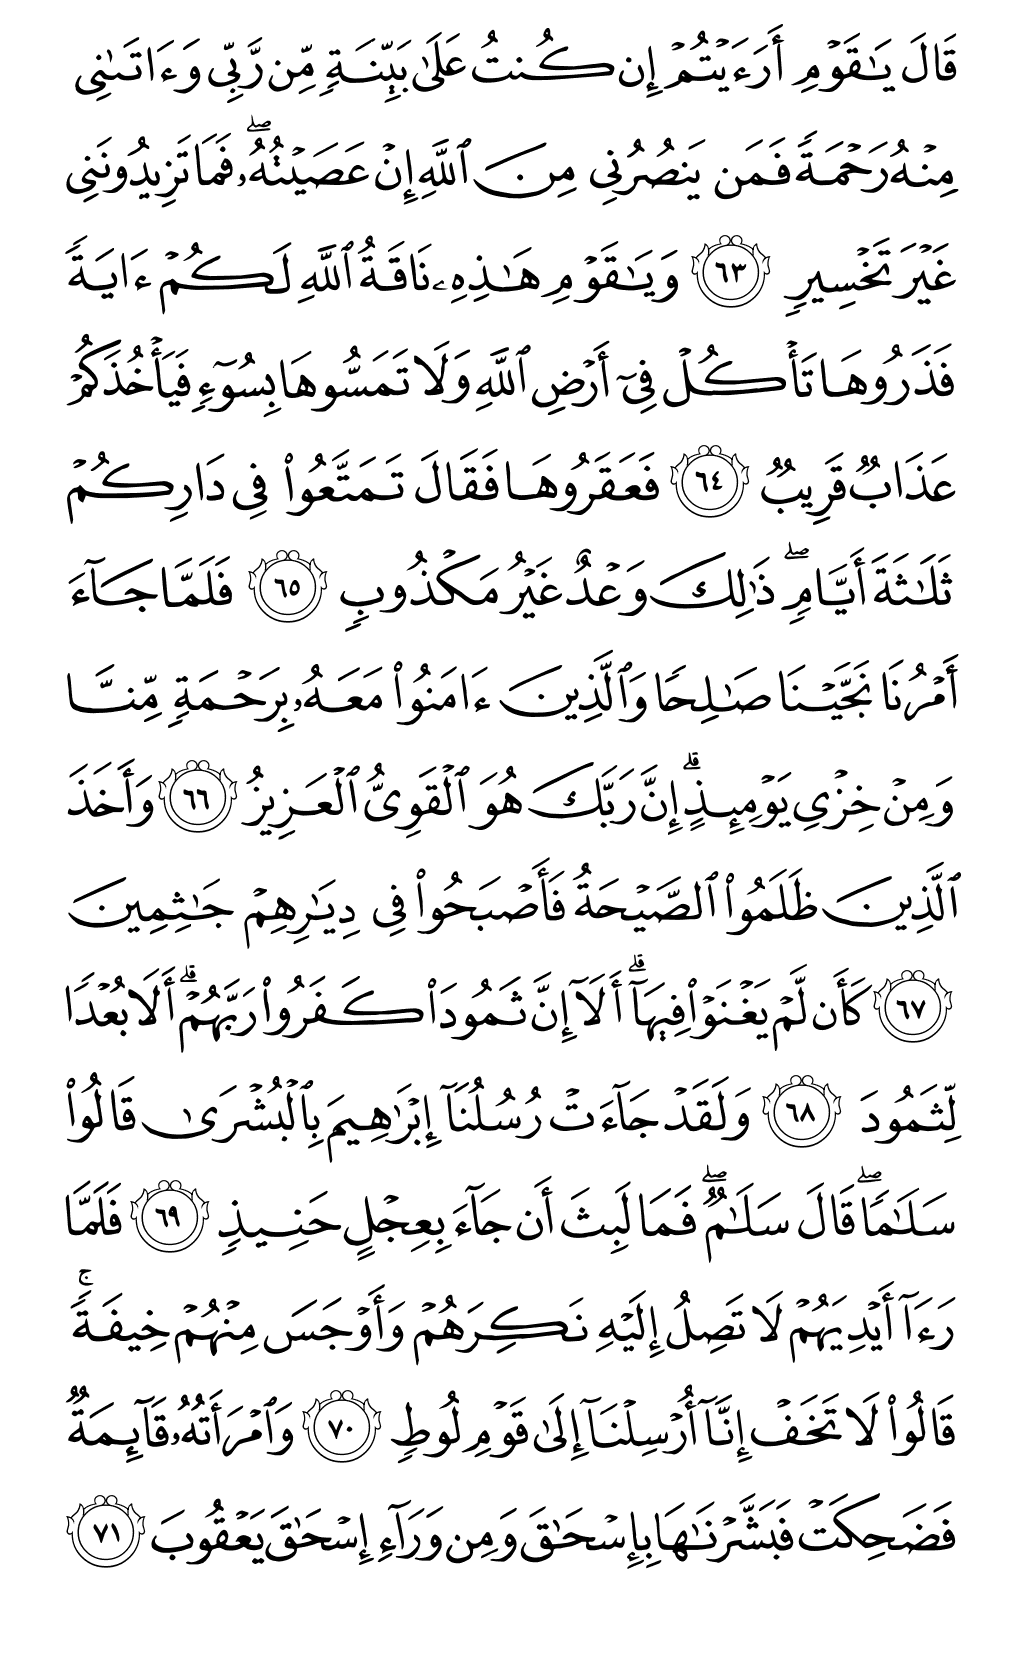 قَالَ يَـٰقَوۡمِ أَرَءَيۡتُمۡ إِن كُنتُ عَلَىٰ بَيِّنَةٖ مِّن رَّبِّي وَءَاتَىٰنِي
مِنۡهُ رَحۡمَةٗ فَمَن يَنصُرُنِي مِنَ ٱللَّهِ إِنۡ عَصَيۡتُهُۥۖ فَمَا تَزِيدُونَنِي
غَيۡرَ تَخۡسِيرٖ ٦٣ وَيَـٰقَوۡمِ هَـٰذِهِۦ نَاقَةُ ٱللَّهِ لَكُمۡ ءَايَةٗ
فَذَرُوهَا تَأۡكُلۡ فِيٓ أَرۡضِ ٱللَّهِ وَلَا تَمَسُّوهَا بِسُوٓءٖ فَيَأۡخُذَكُمۡ
عَذَابٞ قَرِيبٞ ٦٤ فَعَقَرُوهَا فَقَالَ تَمَتَّعُواْ فِي دَارِكُمۡ
ثَلَـٰثَةَ أَيَّامٖۖ ذَٰلِكَ وَعۡدٌ غَيۡرُ مَكۡذُوبٖ ٦٥ فَلَمَّا جَآءَ
أَمۡرُنَا نَجَّيۡنَا صَـٰلِحٗا وَٱلَّذِينَ ءَامَنُواْ مَعَهُۥ بِرَحۡمَةٖ مِّنَّا
وَمِنۡ خِزۡيِ يَوۡمِئِذٍۚ إِنَّ رَبَّكَ هُوَ ٱلۡقَوِيُّ ٱلۡعَزِيزُ ٦٦ وَأَخَذَ
ٱلَّذِينَ ظَلَمُواْ ٱلصَّيۡحَةُ فَأَصۡبَحُواْ فِي دِيَـٰرِهِمۡ جَـٰثِمِينَ
٦٧ كَأَن لَّمۡ يَغۡنَوۡاْ فِيهَآۗ أَلَآ إِنَّ ثَمُودَاْ كَفَرُواْ رَبَّهُمۡۗ أَلَا بُعۡدٗا
لِّثَمُودَ ٦٨ وَلَقَدۡ جَآءَتۡ رُسُلُنَآ إِبۡرَٰهِيمَ بِٱلۡبُشۡرَىٰ قَالُواْ
سَلَـٰمٗاۖ قَالَ سَلَـٰمٞۖ فَمَا لَبِثَ أَن جَآءَ بِعِجۡلٍ حَنِيذٖ ٦٩ فَلَمَّا
رَءَآ أَيۡدِيَهُمۡ لَا تَصِلُ إِلَيۡهِ نَكِرَهُمۡ وَأَوۡجَسَ مِنۡهُمۡ خِيفَةٗۚ
قَالُواْ لَا تَخَفۡ إِنَّآ أُرۡسِلۡنَآ إِلَىٰ قَوۡمِ لُوطٖ ٧٠ وَٱمۡرَأَتُهُۥ قَآئِمَةٞ
فَضَحِكَتۡ فَبَشَّرۡنَـٰهَا بِإِسۡحَـٰقَ وَمِن وَرَآءِ إِسۡحَـٰقَ يَعۡقُوبَ ٧١